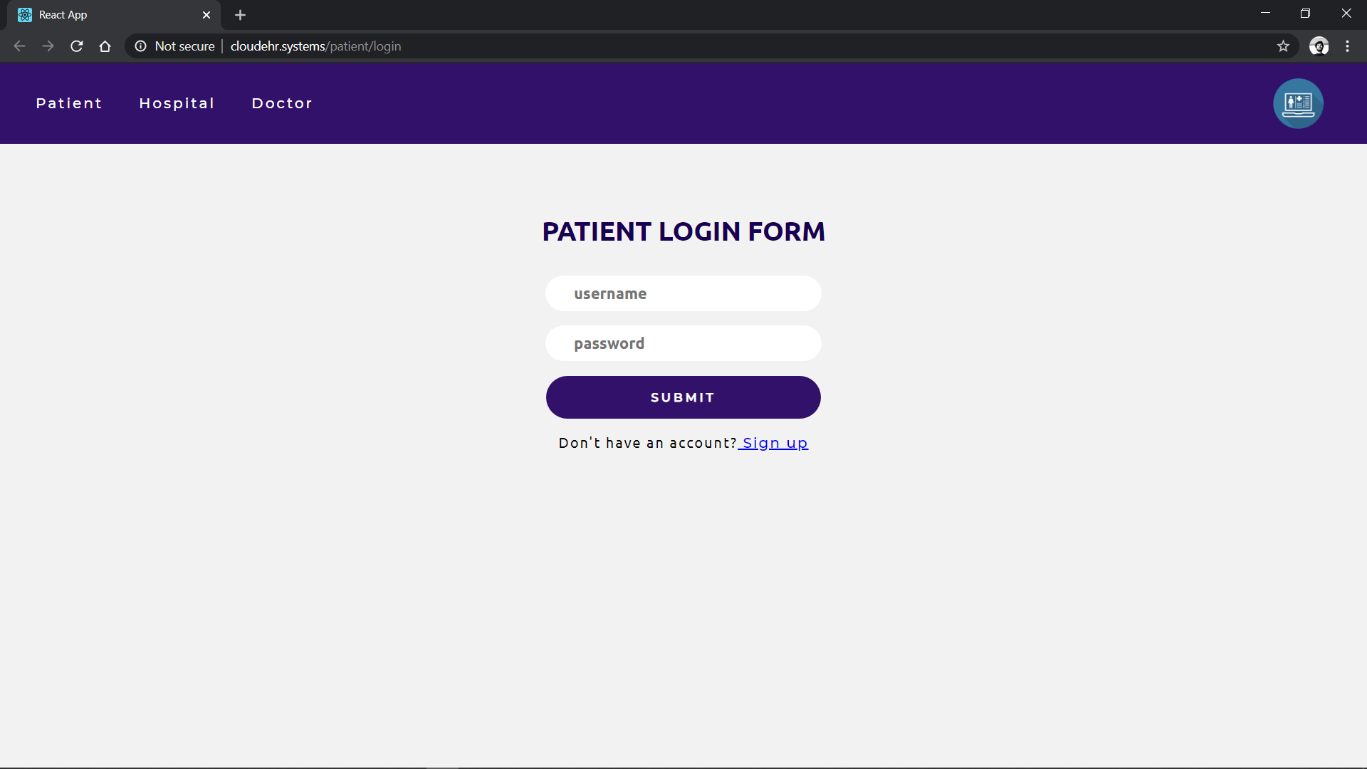 React App
Not secure | cloudehr.systems/patient/login
Patient Hospital Doctor
PATIENT LOGIN FORM
username
password
SUBMIT
Don't have an account? Sign up